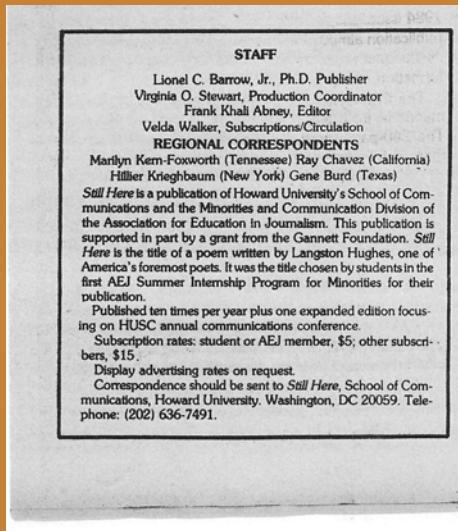 STAFF
Lionel C. Barrow, Jr., Ph.D. Publisher
Virginia O. Stewart, Production Coordinator
Frank Khali Abney, Editor
Velda Walker, Subscriptions/Circulation
REGIONAL CORRESPONDENTS
Marilyn Kern-Foxworth (Tennessee) Ray Chavez (California)
Hillier Krieghbaum (New York) Gene Burd (Texas)
Still Here is a publication of Howard University's School of Com-
munications and the Minorities and Communication Division of
the Association for Education in Journalism. This publication is
supported in part by a grant from the Gannett Foundation. Still
Here is the title of a poem written by Langston Hughes, one of
America's foremost poets. It was the title chosen by students in the
first AEJ Summer Internship Program for Minorities for their
publication.
Published ten times per year plus one expanded edition focus-
ing on HUSC annual communications conference.
Subscription rates: student or AEJ member, $5; other subscri-
bers, $15.
Display advertising rates on request.
Correspondence should be sent to Still Here, School of Com-
munications, Howard University. Washington, DC 20059. Tele-
phone: (202) 636-7491.